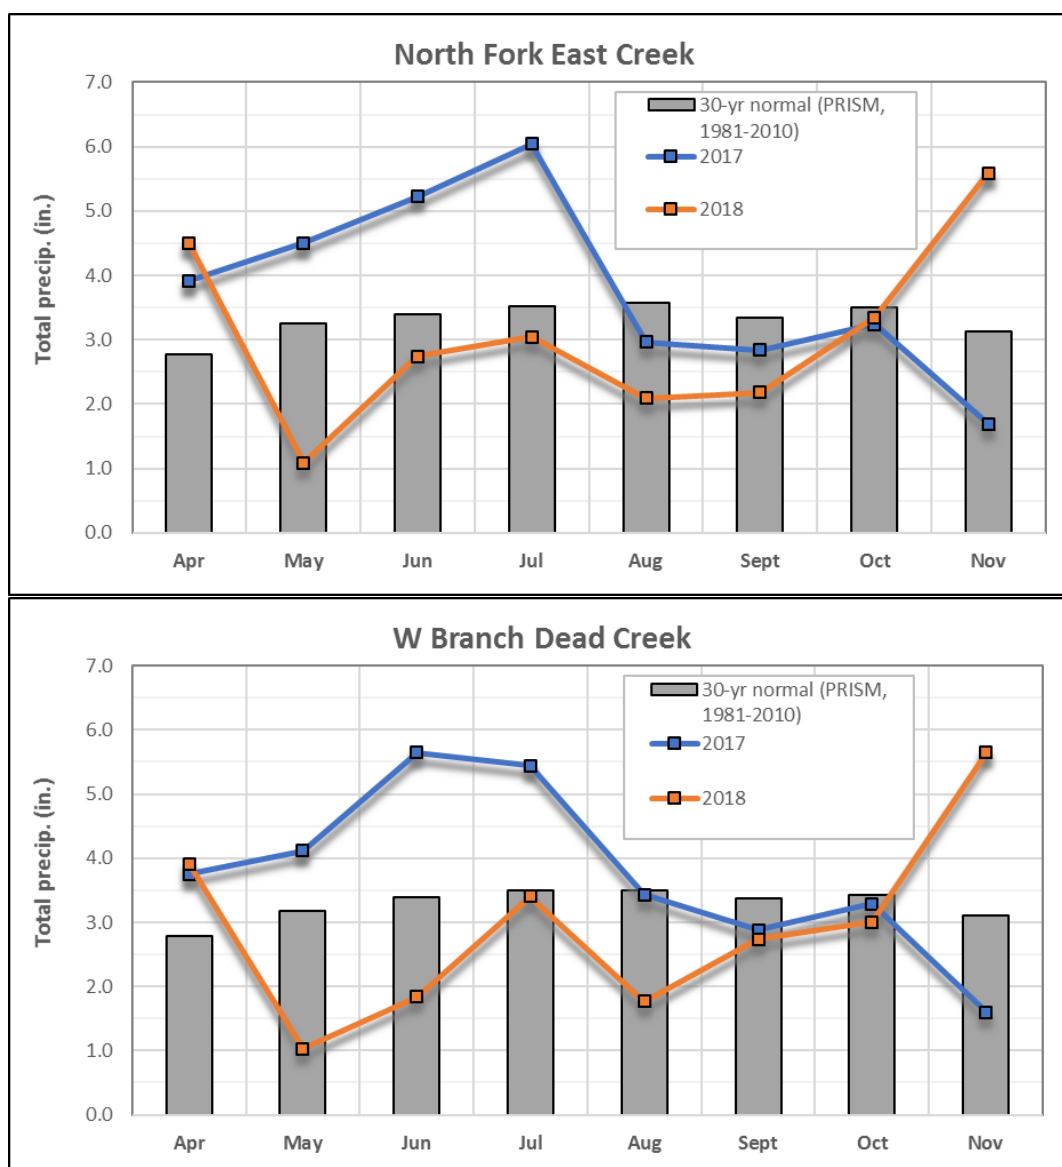 North Fork East Creek
7.0
6.0
5.0
4.0
3.0
2.0
1.0
0.0
Total precip. (in.)
30-yr normal (PRISM,
1981-2010)
2017
2018
Apr May Jun Jul Aug Sept Oct Nov
W Branch Dead Creek
7.0
6.0
5.0
4.0
3.0
2.0
1.0
0.0
Total precip. (in.)
30-yr normal (PRISM,
1981-2010)
2017
2018
Apr May Jun Jul Aug Sept Oct Nov